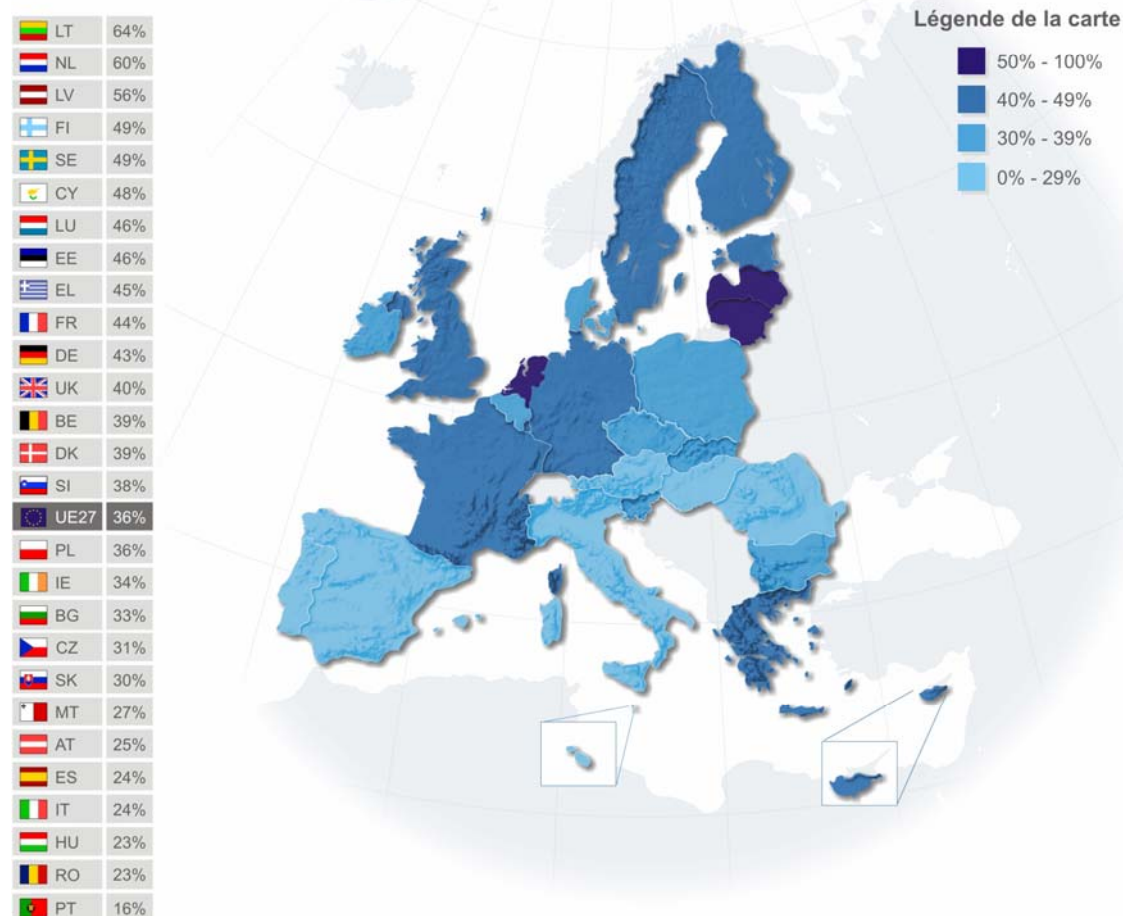 LT 64%
NL 60%
LV 56%
FI 49%
SE 49%
CY 48%
LU 46%
EE 46%
EL 45%
FR 44%
DE 43%
UK 40%
BE 39%
DK 39%
SI 38%
UE27 36%
PL 36%
IE 34%
BG 33%
CZ 31%
SK 30%
MT 27%
AT 25%
ES 24%
IT 24%
HU 23%
RO 23%
PT 16%
Légende de la carte
50% - 100%
40% - 49%
30% - 39%
0% - 29%